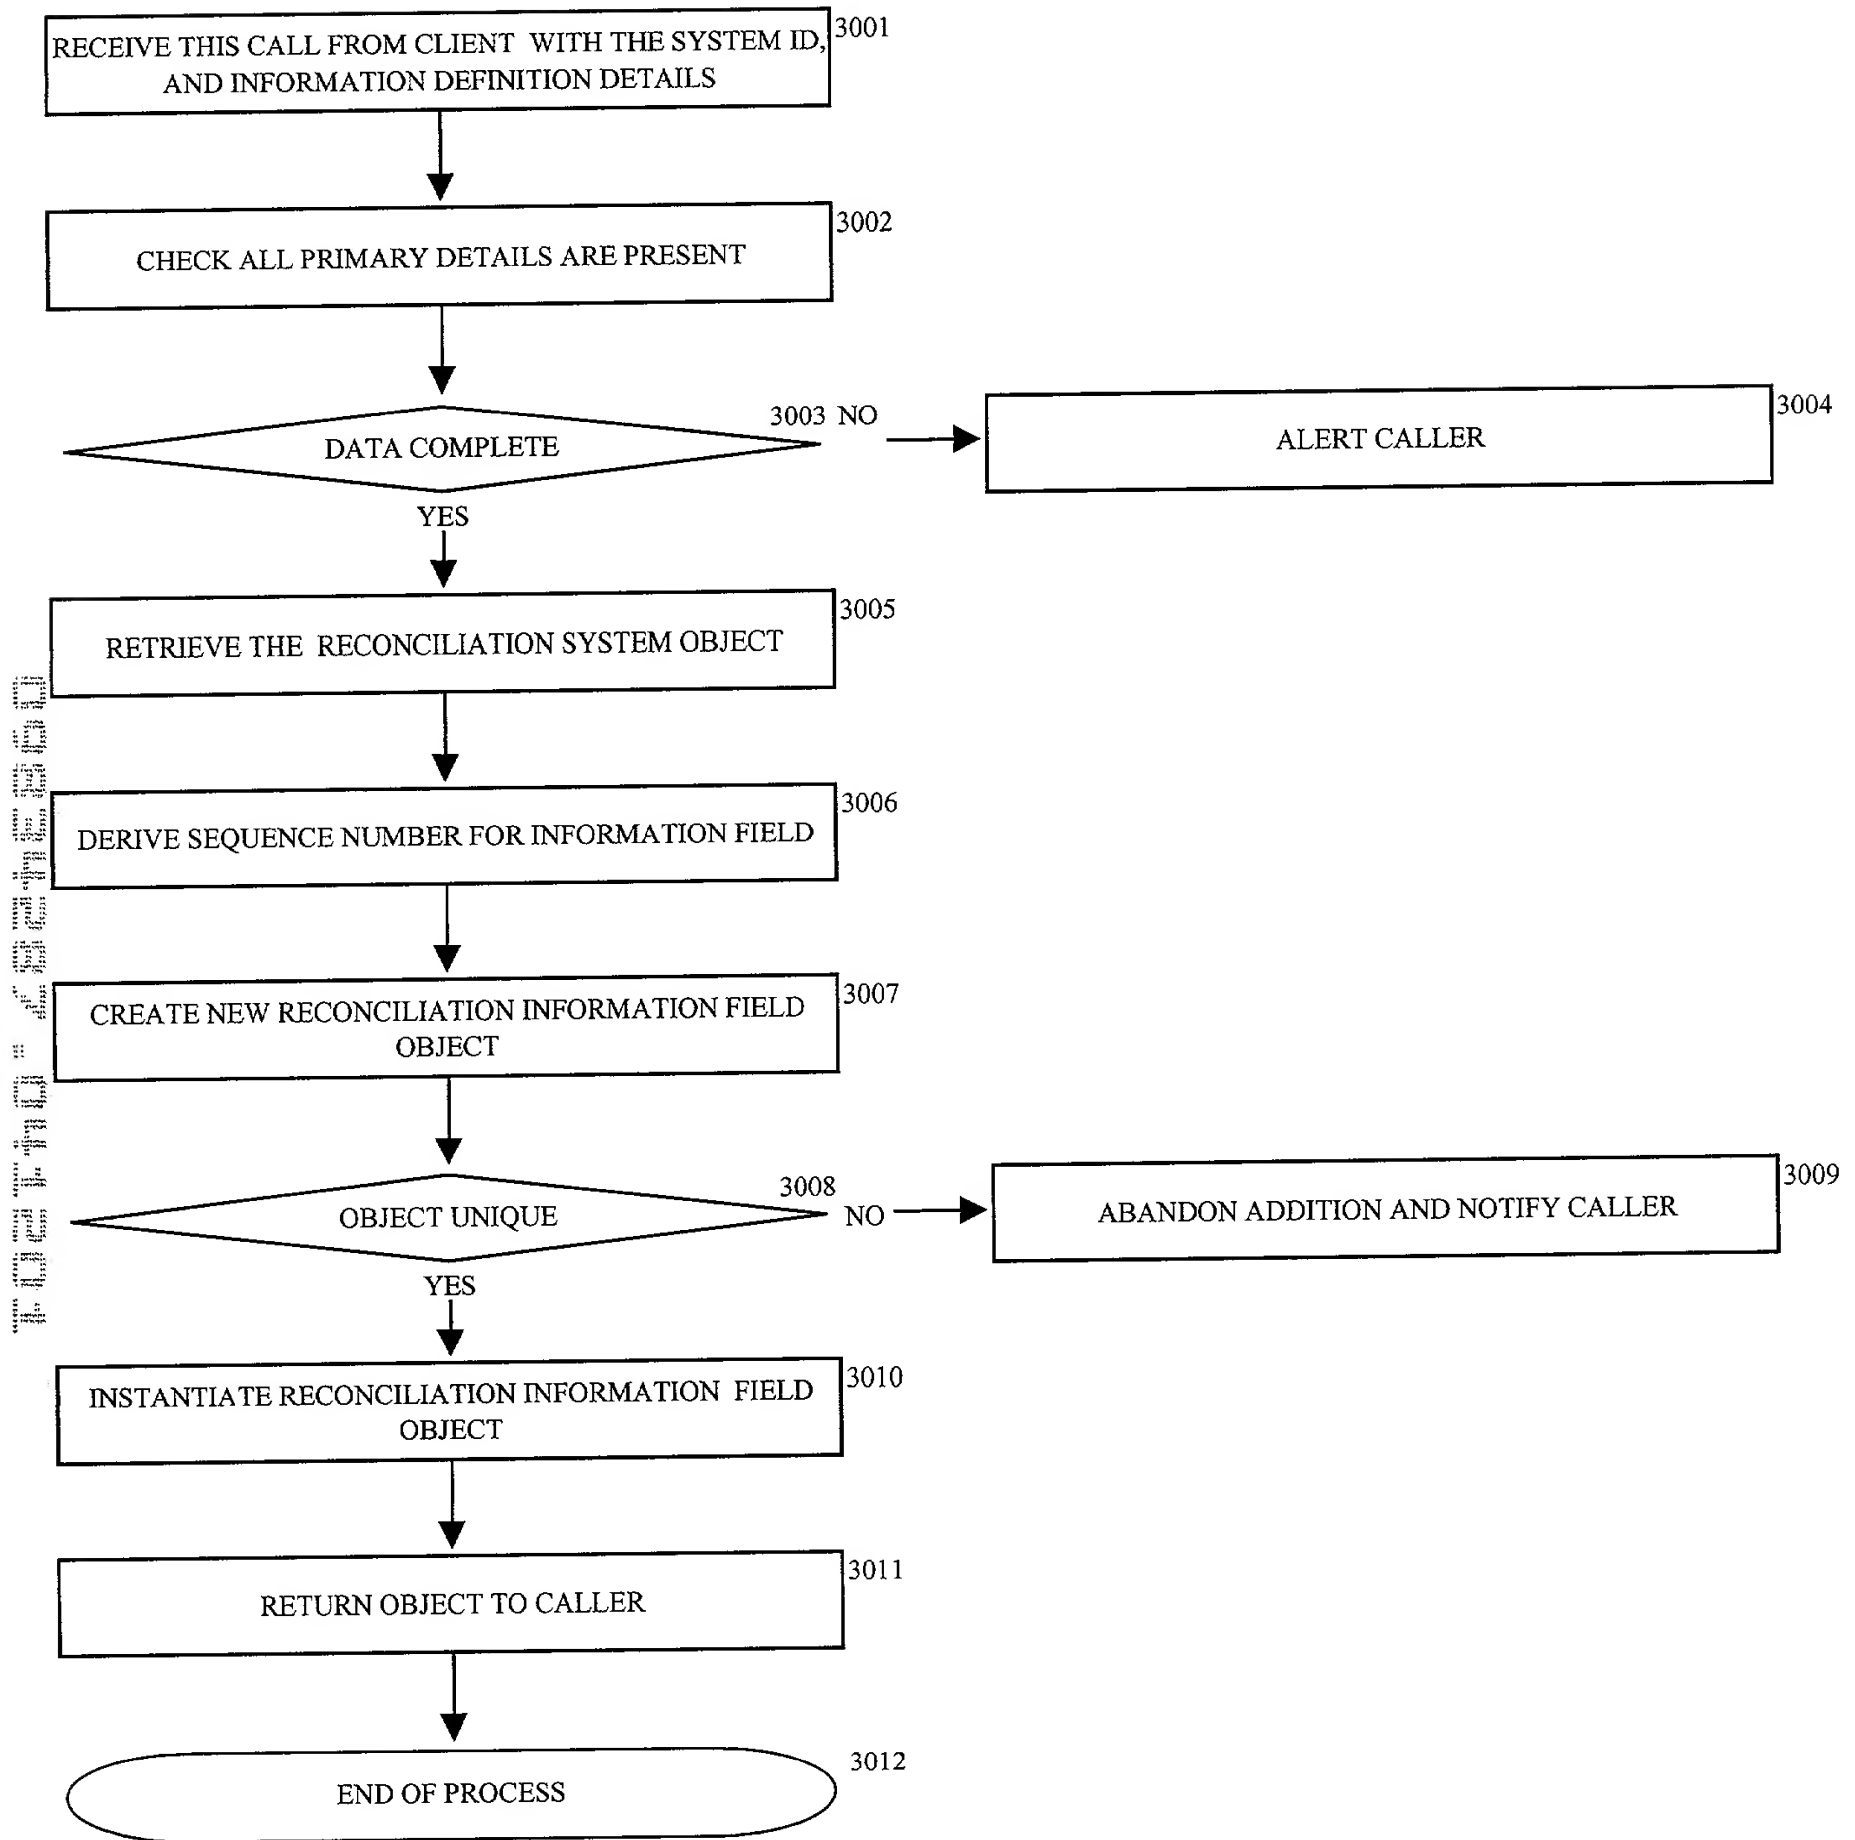 RECEIVE THIS CALL FROM CLIENT WITH THE SYSTEM ID,
AND INFORMATION DEFINITION DETAILS
3001
CHECK ALL PRIMARY DETAILS ARE PRESENT
3002
DATA COMPLETE
3003 NO
ALERT CALLER
3004
YES
RETRIEVE THE RECONCILIATION SYSTEM OBJECT
3005
DERIVE SEQUENCE NUMBER FOR INFORMATION FIELD
3006
CREATE NEW RECONCILIATION INFORMATION FIELD
OBJECT
3007
OBJECT UNIQUE
3008
NO
ABANDON ADDITION AND NOTIFY CALLER
3009
YES
INSTANTIATE RECONCILIATION INFORMATION FIELD
OBJECT
3010
RETURN OBJECT TO CALLER
3011
END OF PROCESS
3012